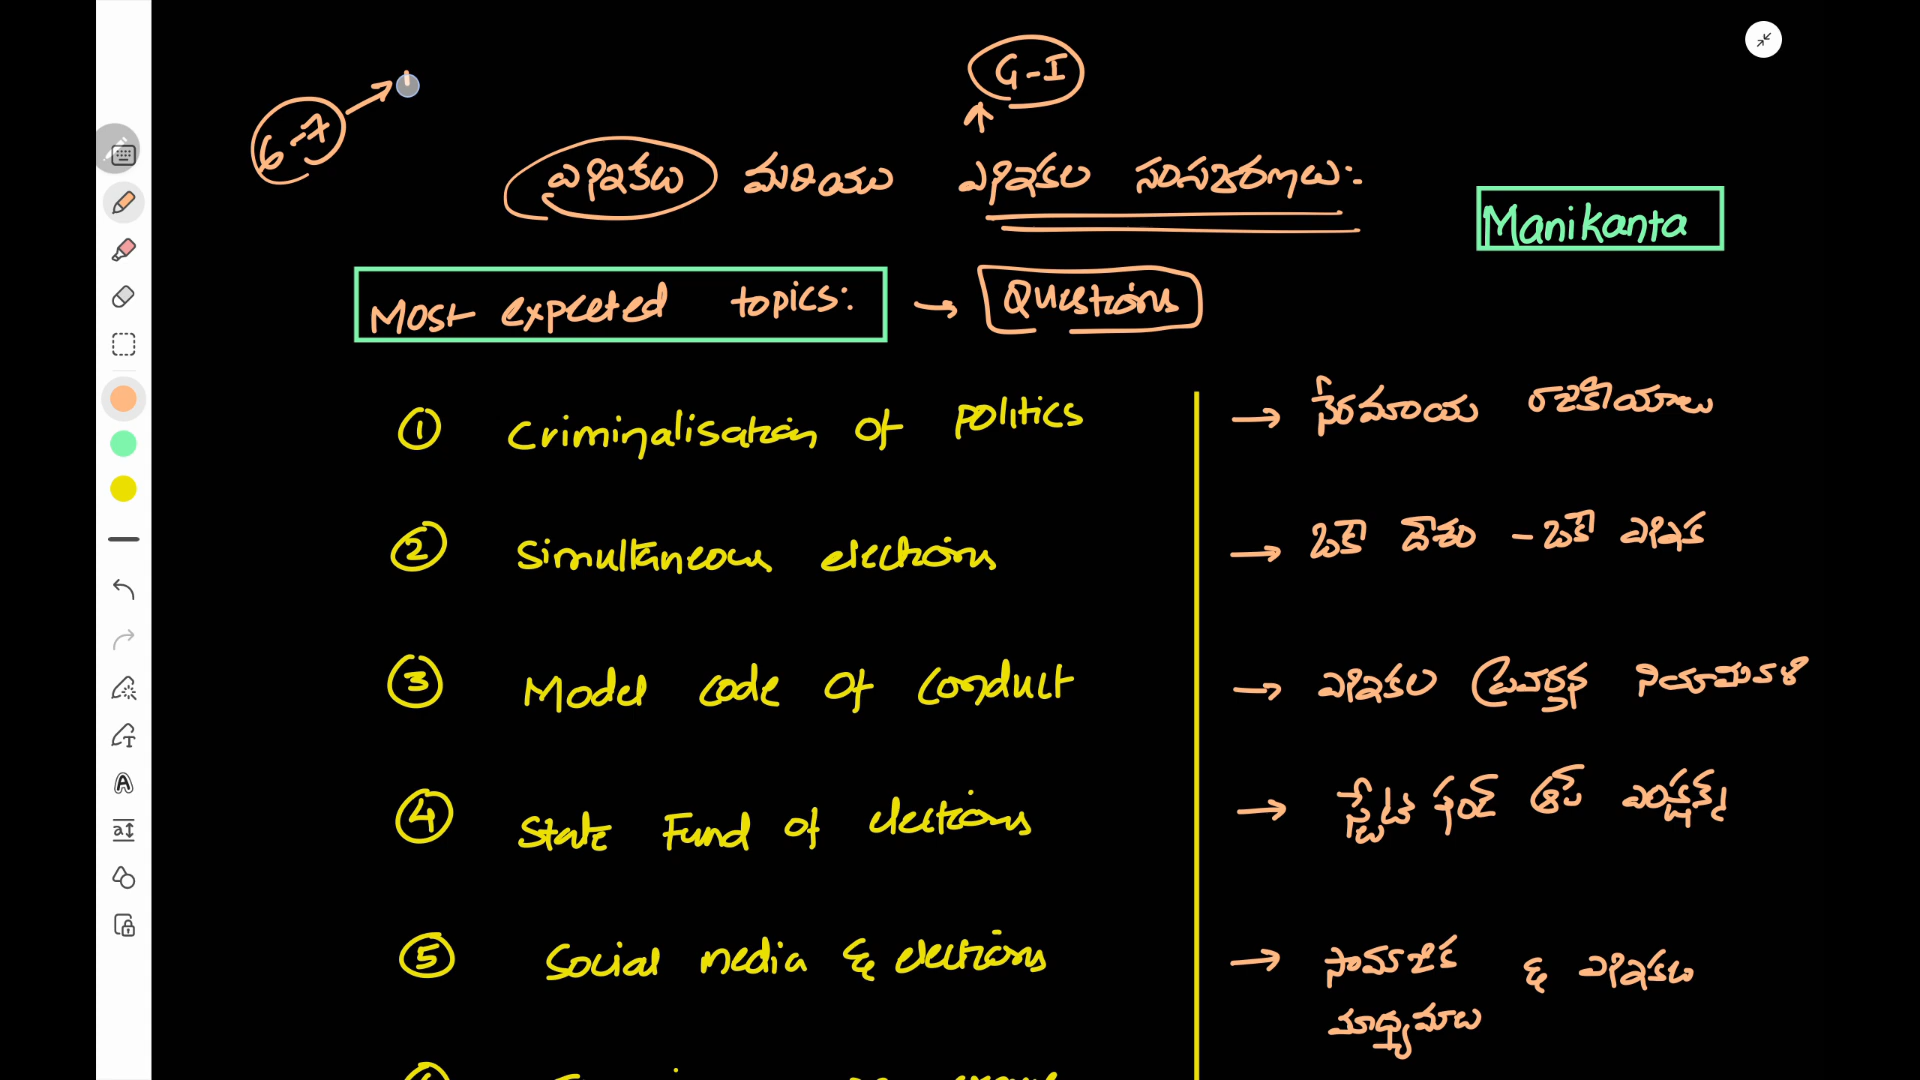 G-I
6-7
ఎన్నికలు మరియు ఎన్నికల సంస్కరణలు:-
Manikanta
Most expected topics: → Questions
① Criminalisation of politics → నేరమయ రాజకీయాలు
② Simultaneous elections → ఒకే దేశం - ఒకే ఎన్నిక
③ Model code of conduct → ఎన్నికల ప్రవర్తన నియమావళి
④ State Fund of elections → స్టేట్ ఫండ్ ఆఫ్ ఎలక్షన్స్
⑤ Social media & elections → సామాజిక మాధ్యమాలు & ఎన్నికలు